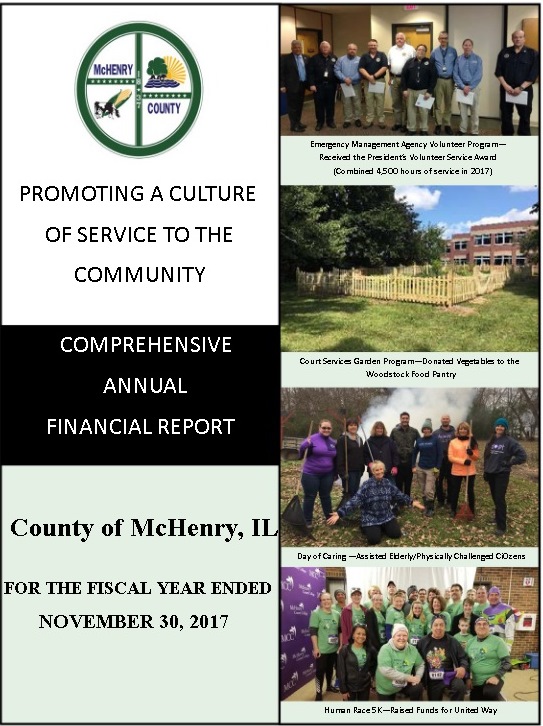 McHENRY
COUNTY
PROMOTING A CULTURE
OF SERVICE TO THE
COMMUNITY
COMPREHENSIVE
ANNUAL
FINANCIAL REPORT
County of McHenry, IL
FOR THE FISCAL YEAR ENDED
NOVEMBER 30, 2017
Emergency Management Agency Volunteer Program—
Received the President's Volunteer Service Award
(Combined 4,500 hours of service in 2017)
Court Services Garden Program—Donated Vegetables to the
Woodstock Food Pantry
Day of Caring —Assisted Elderly/Physically Challenged CiOzens
MCC
Human Race 5K—Raised Funds for United Way